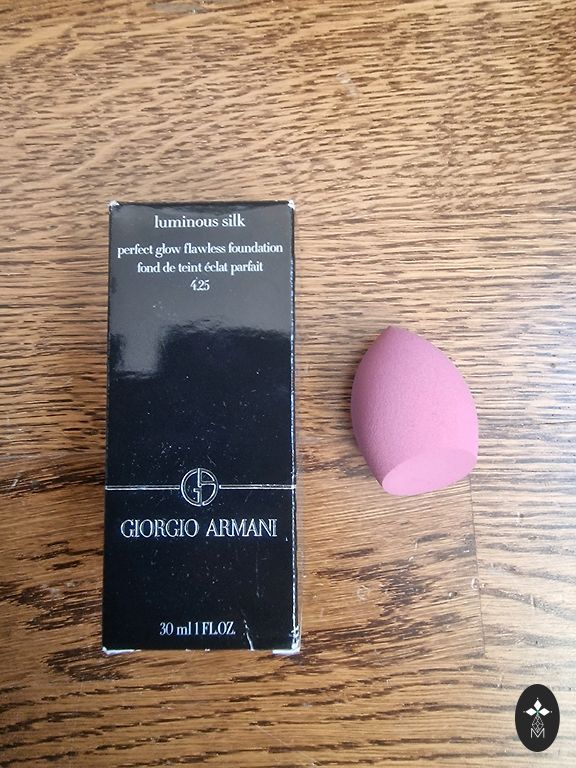 luminous silk
perfect glow flawless foundation
fond de teint éclat parfait
4.25
GIORGIO ARMANI
30 ml 1 FL.OZ.